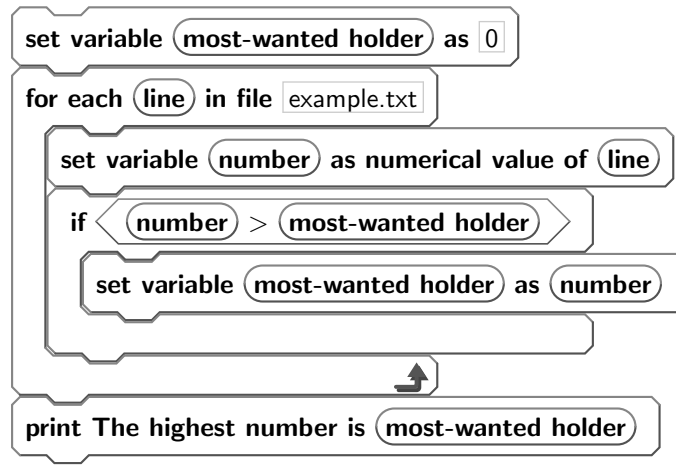 set variable most-wanted holder as 0
for each line in file example.txt
set variable number as numerical value of line
if number > most-wanted holder
set variable most-wanted holder as number
print The highest number is most-wanted holder